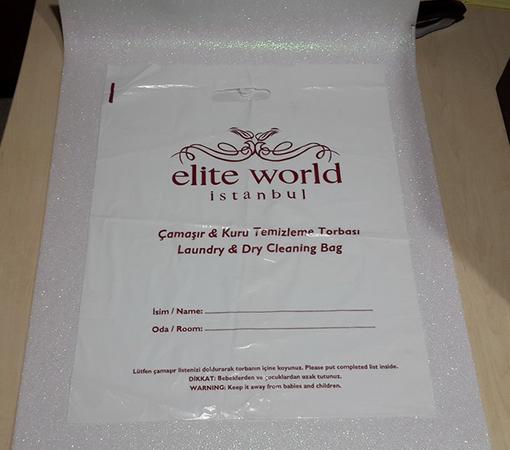 elite world
istanbul
Çamaşır & Kuru Temizleme Torbası
Laundry & Dry Cleaning Bag
İsim / Name:
Oda / Room:
Lütfen çamaşır listenizi doldurarak torbanın içine koyunuz. Please put completed list inside.
DİKKAT: Bebeklerden ve çocuklardan uzak tutunuz.
WARNING: Keep it away from babies and children.